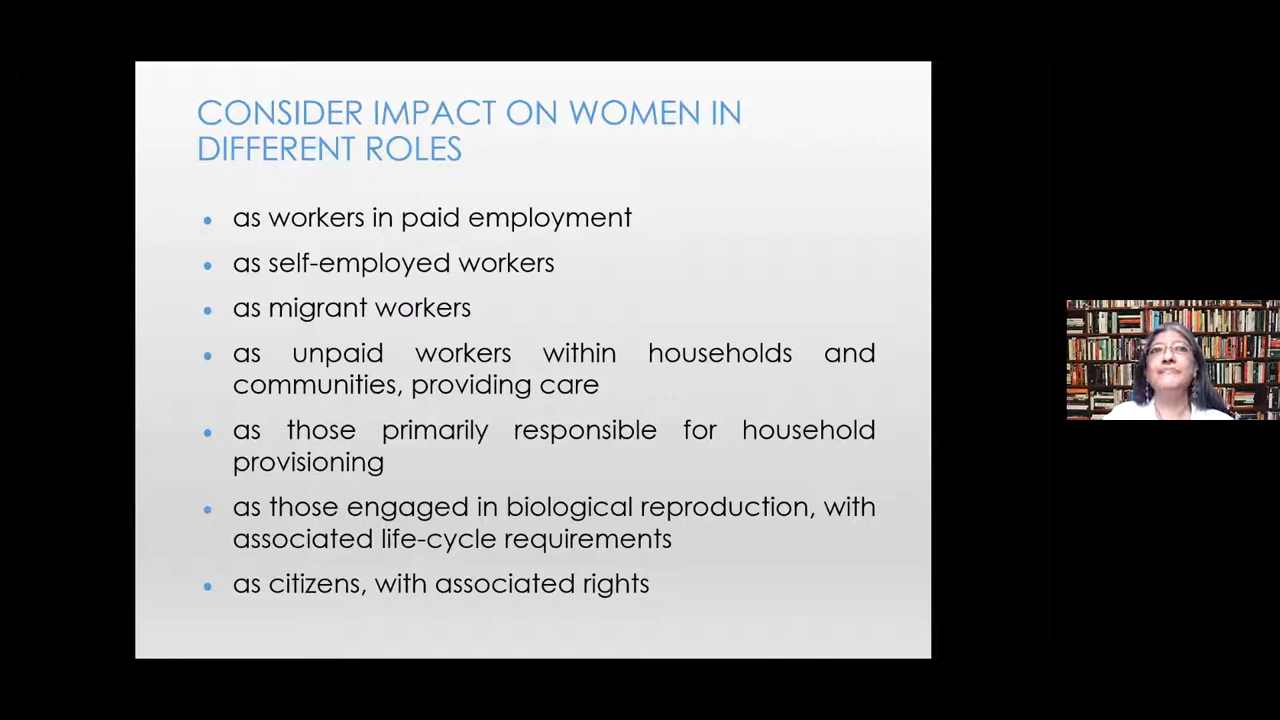 CONSIDER IMPACT ON WOMEN IN
DIFFERENT ROLES
• as workers in paid employment
• as self-employed workers
• as migrant workers
• as unpaid workers within households and
communities, providing care
• as those primarily responsible for household
provisioning
• as those engaged in biological reproduction, with
associated life-cycle requirements
• as citizens, with associated rights